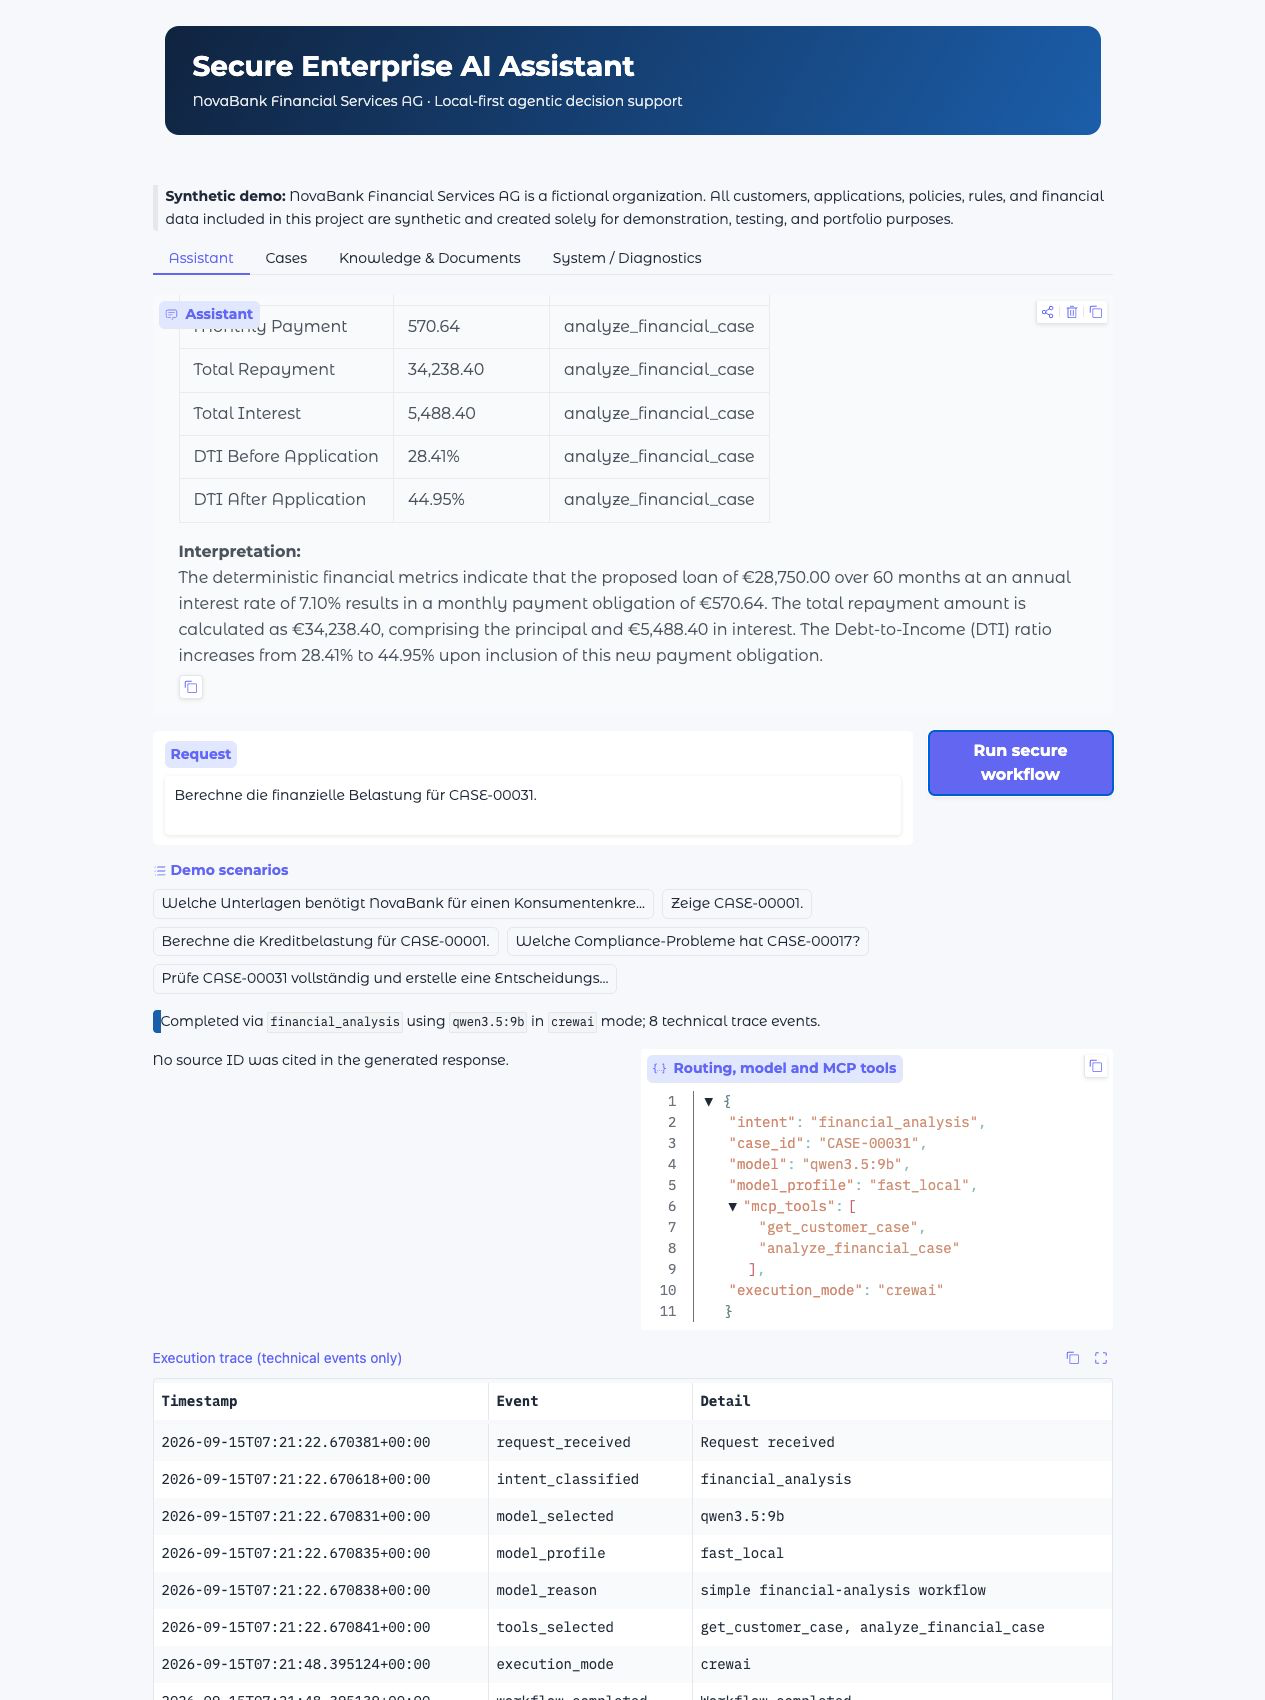 Secure Enterprise AI Assistant
NovaBank Financial Services AG · Local-first agentic decision support
Synthetic demo: NovaBank Financial Services AG is a fictional organization. All customers, applications, policies, rules, and financial
data included in this project are synthetic and created solely for demonstration, testing, and portfolio purposes.
Assistant Cases Knowledge & Documents System / Diagnostics
Assistant
Monthly Payment 570.64 analyze_financial_case
Total Repayment 34,238.40 analyze_financial_case
Total Interest 5,488.40 analyze_financial_case
DTI Before Application 28.41% analyze_financial_case
DTI After Application 44.95% analyze_financial_case
Interpretation:
The deterministic financial metrics indicate that the proposed loan of €28,750.00 over 60 months at an annual
interest rate of 7.10% results in a monthly payment obligation of €570.64. The total repayment amount is
calculated as €34,238.40, comprising the principal and €5,488.40 in interest. The Debt-to-Income (DTI) ratio
increases from 28.41% to 44.95% upon inclusion of this new payment obligation.
Request
Berechne die finanzielle Belastung für CASE-00031.
Run secure
workflow
Demo scenarios
Welche Unterlagen benötigt NovaBank für einen Konsumentenkre... Zeige CASE-00001.
Berechne die Kreditbelastung für CASE-00001. Welche Compliance-Probleme hat CASE-00017?
Prüfe CASE-00031 vollständig und erstelle eine Entscheidungs...
Completed via financial_analysis using qwen3.5:9b in crewai mode; 8 technical trace events.
No source ID was cited in the generated response.
Routing, model and MCP tools
1 {
2 "intent": "financial_analysis",
3 "case_id": "CASE-00031",
4 "model": "qwen3.5:9b",
5 "model_profile": "fast_local",
6 "mcp_tools": [
7 "get_customer_case",
8 "analyze_financial_case"
9 ],
10 "execution_mode": "crewai"
11 }
Execution trace (technical events only)
Timestamp Event Detail
2026-09-15T07:21:22.670381+00:00 request_received Request received
2026-09-15T07:21:22.670618+00:00 intent_classified financial_analysis
2026-09-15T07:21:22.670831+00:00 model_selected qwen3.5:9b
2026-09-15T07:21:22.670835+00:00 model_profile fast_local
2026-09-15T07:21:22.670838+00:00 model_reason simple financial-analysis workflow
2026-09-15T07:21:22.670841+00:00 tools_selected get_customer_case, analyze_financial_case
2026-09-15T07:21:48.395124+00:00 execution_mode crewai
workflow_completed Workflow completed